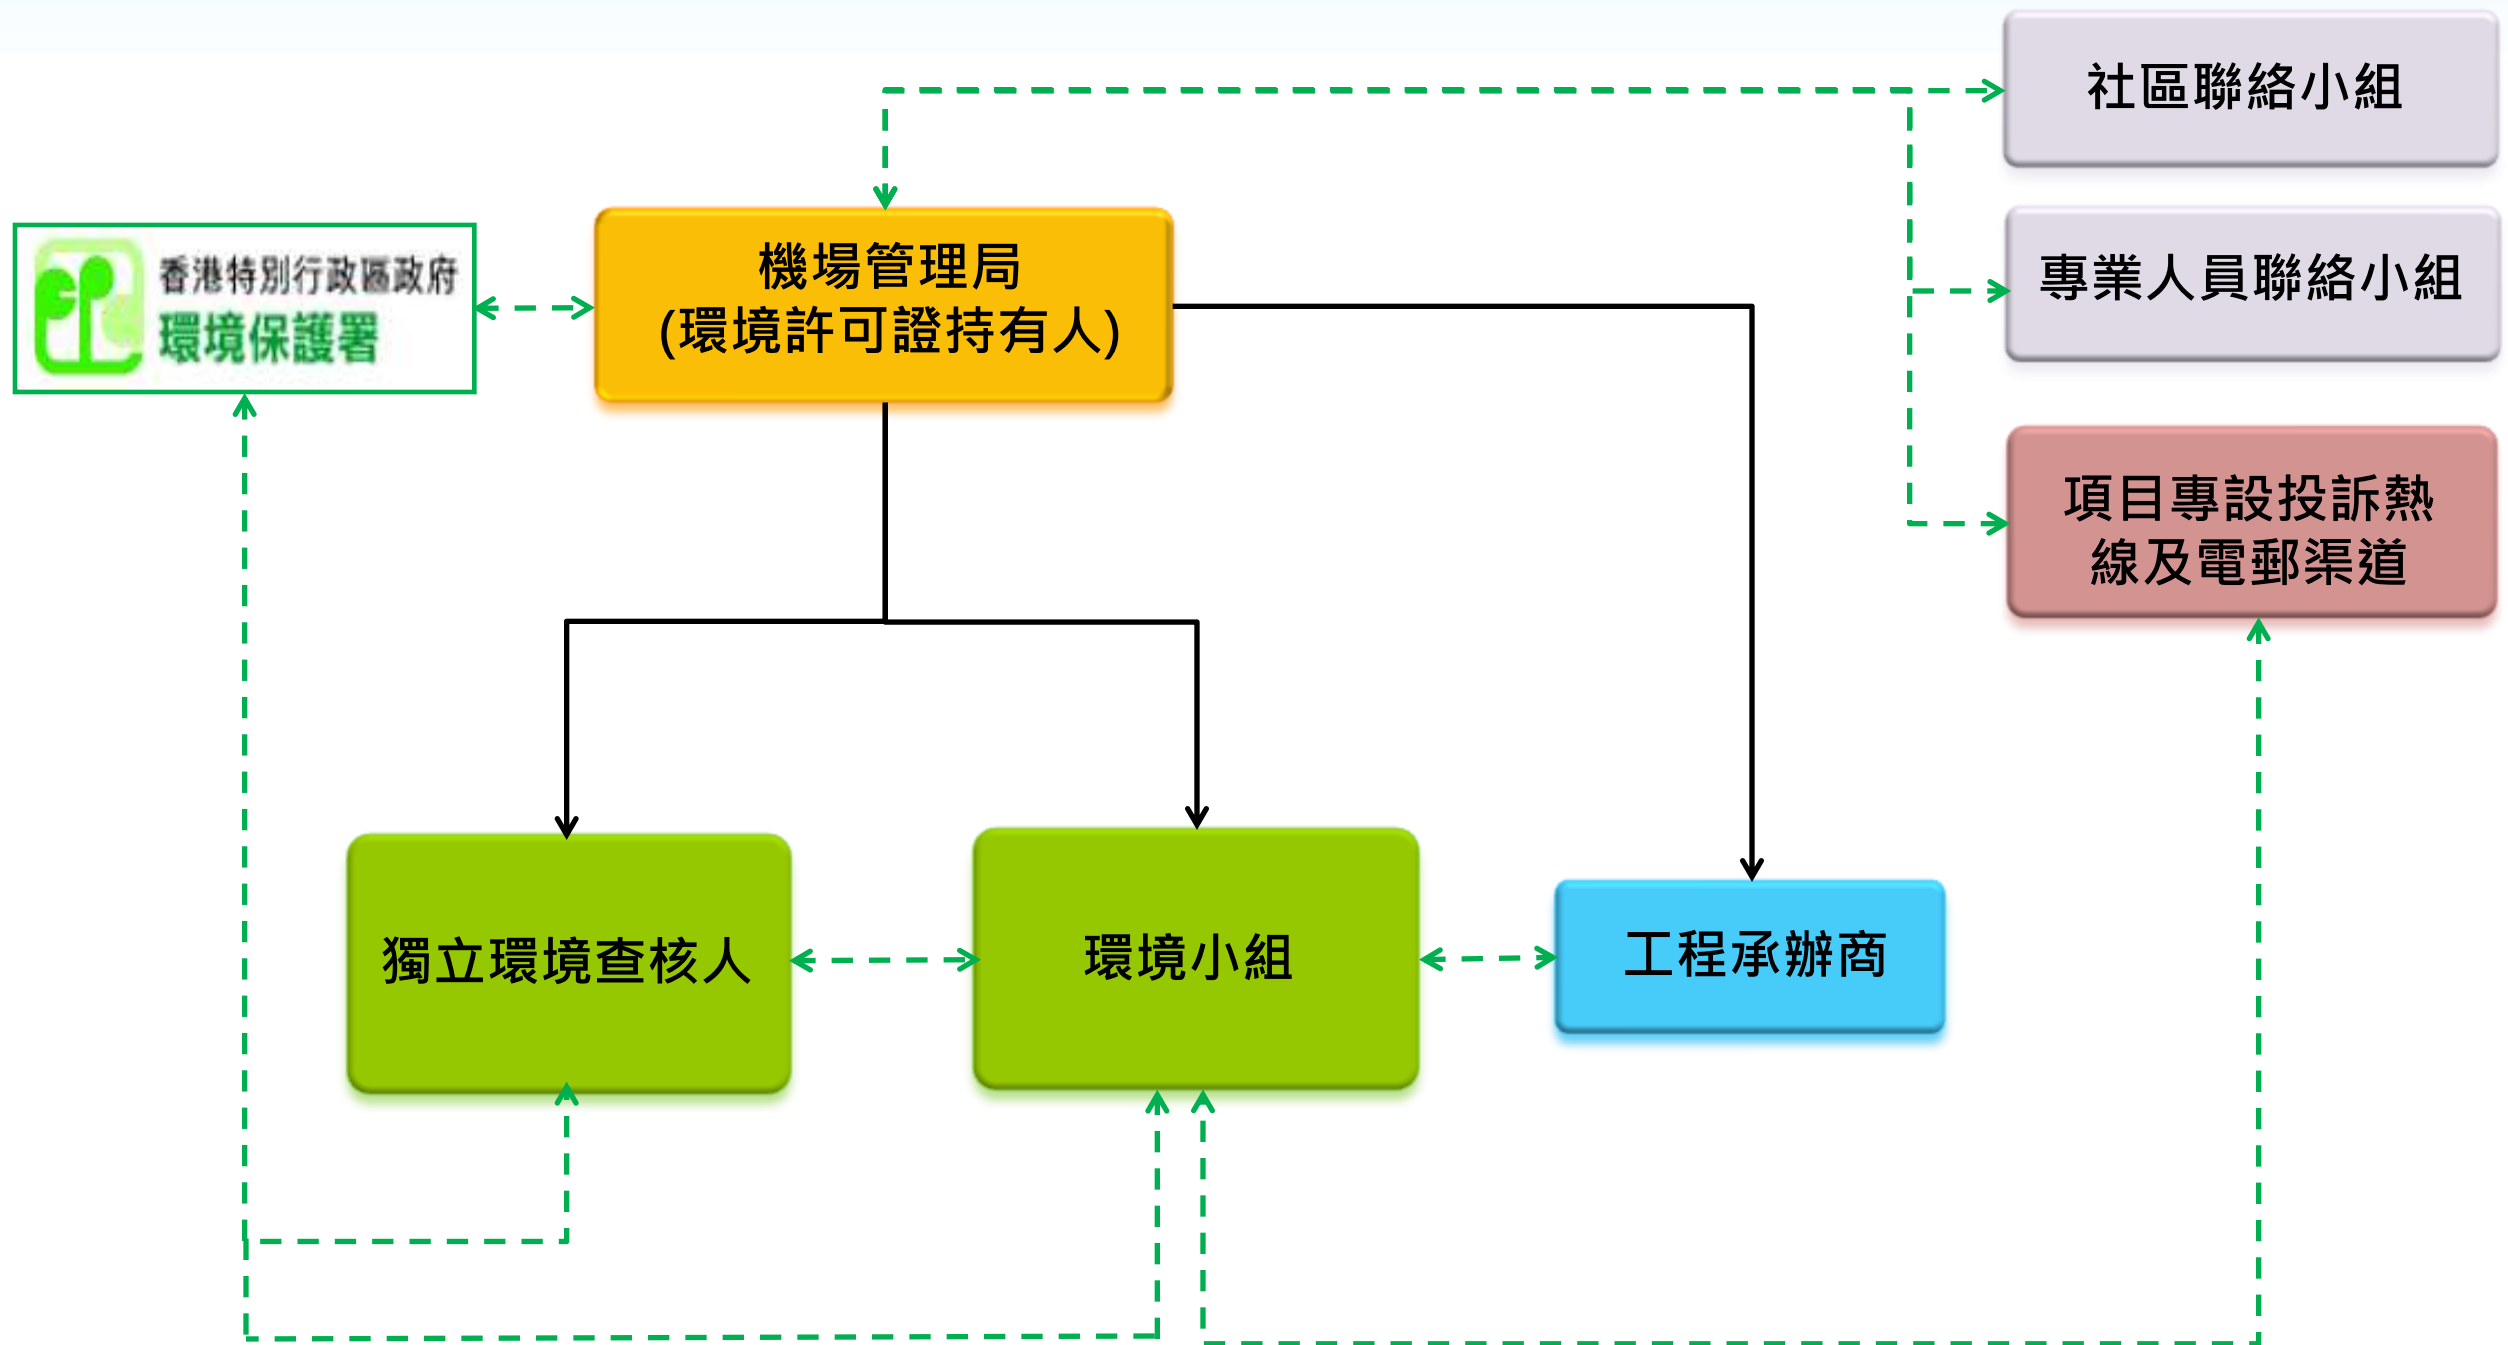 社區聯絡小組
機場管理局
(環境許可證持有人)
香港特別行政區政府
環境保護署
專業人員聯絡小組
項目專設投訴熱
線及電郵渠道
獨立環境查核人
環境小組
工程承辦商